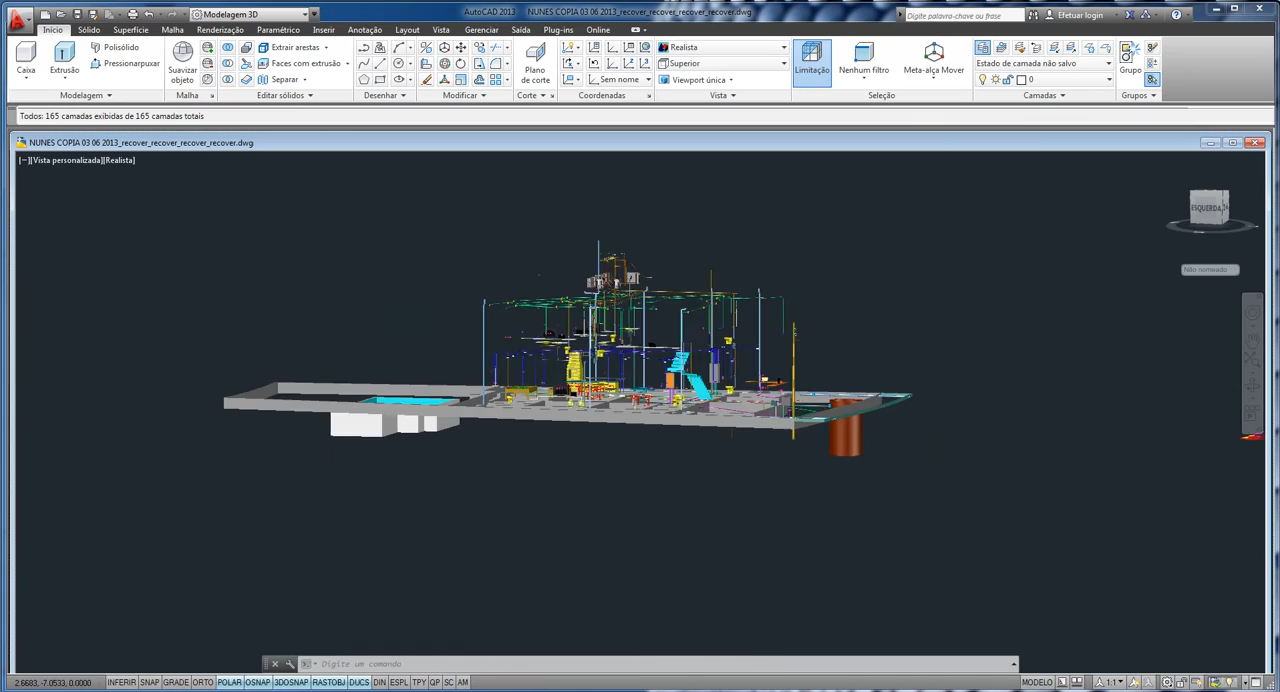 Modelagem 3D
AutoCAD 2013 NUNES COPIA 03 06 2013_recover_recover_recover_recover.dwg
Digite palavra-chave ou frase
Efetuar login
Início Sólido Superfície Malha Renderização Paramétrico Inserir Anotação Layout Vista Gerenciar Saída Plug-ins Online
Caixa
Extrusão
Polisólido
Pressionarpuxar
Suavizar objeto
Extrair arestas
Faces com extrusão
Separar
Plano de corte
Sem nome
Realista
Superior
Viewport única
Limitação
Nenhum filtro
Meta-alça Mover
Estado de camada não salvo
0
Grupo
Modelagem Malha Editar sólidos Desenhar Modificar Corte Coordenadas Vista Seleção Camadas Grupos
Todos: 165 camadas exibidas de 165 camadas totais
NUNES COPIA 03 06 2013_recover_recover_recover_recover.dwg
[−][Vista personalizada][Realista]
ESQUERDA
Não nomeado
Digite um comando
2.6683, -7.0533, 0.0000 INFERIR SNAP GRADE ORTO POLAR OSNAP 3DOSNAP RASTOBJ DUCS DIN ESPL TPY QP SC AM MODELO 1:1